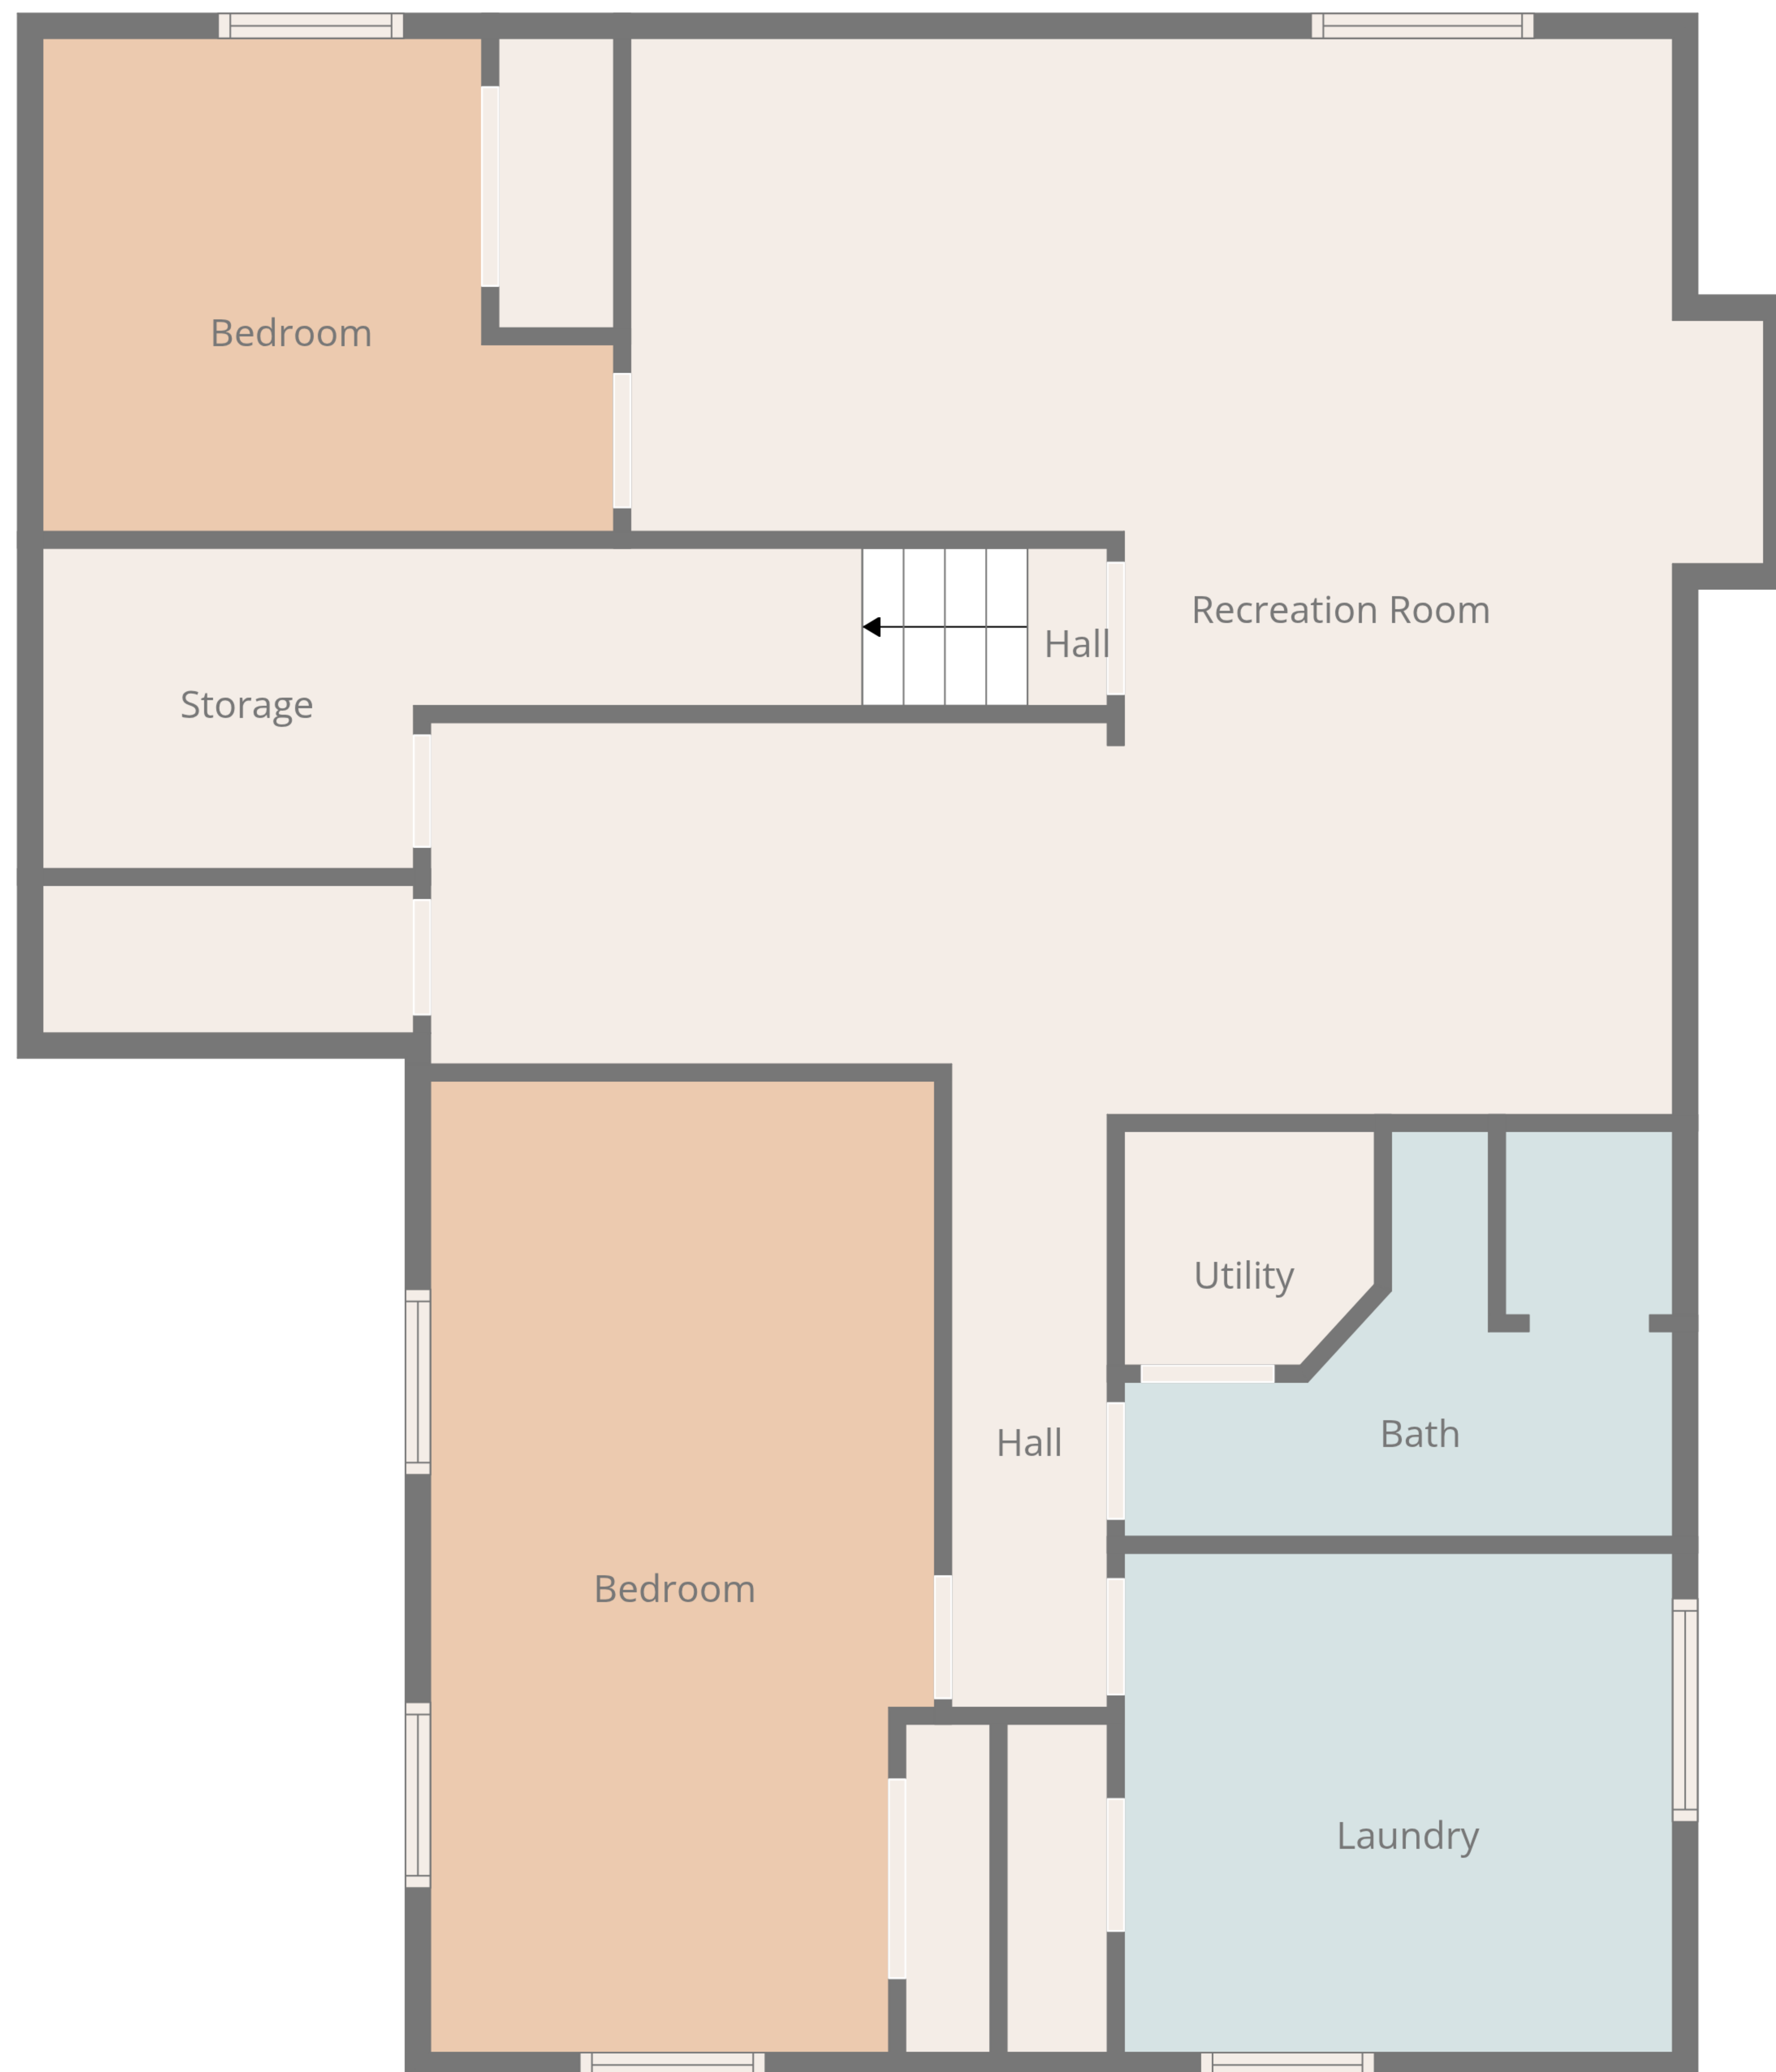 Bedroom
Recreation Room
Hall
Storage
Utility
Bath
Hall
Bedroom
Laundry